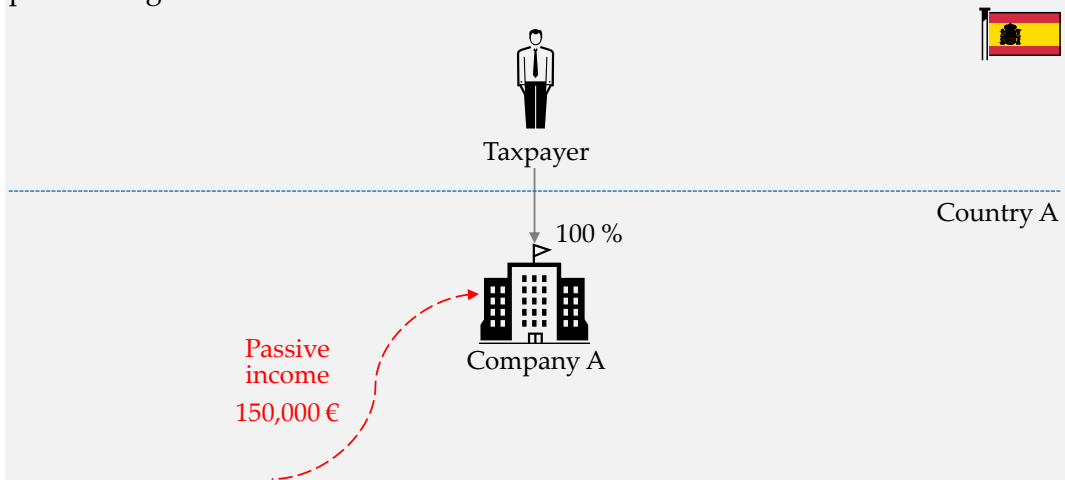 Taxpayer
Country A
100 %
Passive
income
Company A
150,000 €